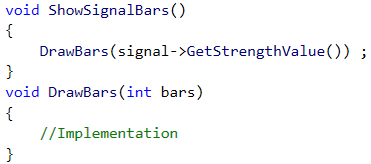 void ShowSignalBars()
{
    DrawBars(signal->GetStrengthValue()) ;
}
void DrawBars(int bars)
{
    //Implementation
}